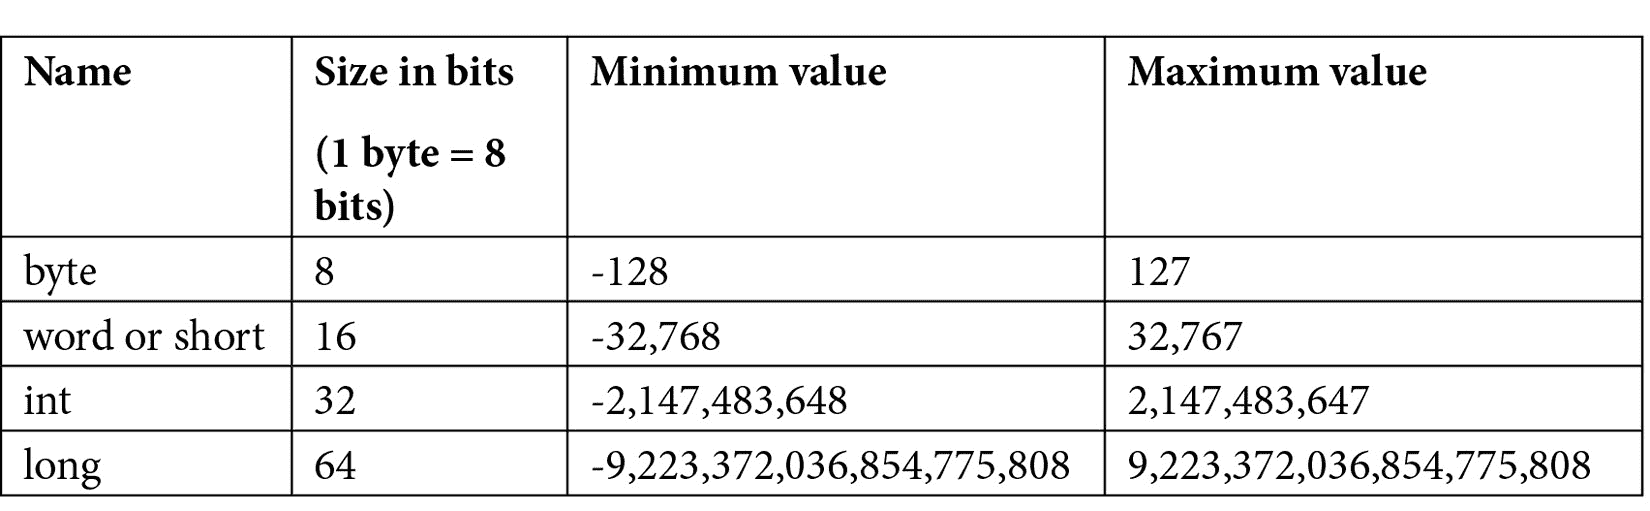 Name Size in bits Minimum value Maximum value
(1 byte = 8
bits)
byte 8 -128 127
word or short 16 -32,768 32,767
int 32 -2,147,483,648 2,147,483,647
long 64 -9,223,372,036,854,775,808 9,223,372,036,854,775,808